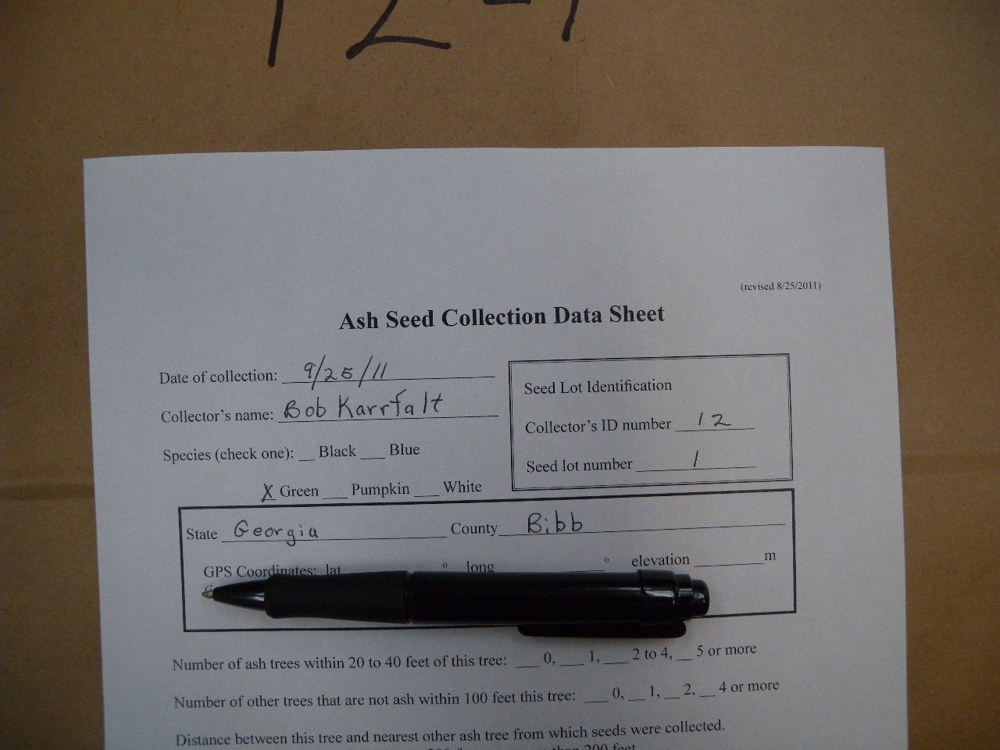 12-1
(revised 8/25/2011)
Ash Seed Collection Data Sheet
Date of collection: 9/25/11
Collector's name: Bob Karrfalt
Species (check one): __ Black ___ Blue
X Green ___ Pumpkin ___ White
Seed Lot Identification
Collector's ID number 12
Seed lot number 1
State Georgia County Bibb
GPS Coordinates: lat ° long ° elevation ________ m
Number of ash trees within 20 to 40 feet of this tree: ___ 0, ___ 1, ___ 2 to 4, __ 5 or more
Number of other trees that are not ash within 100 feet this tree: ___ 0, __ 1, __ 2, __ 4 or more
Distance between this tree and nearest other ash tree from which seeds were collected.
than 200 feet